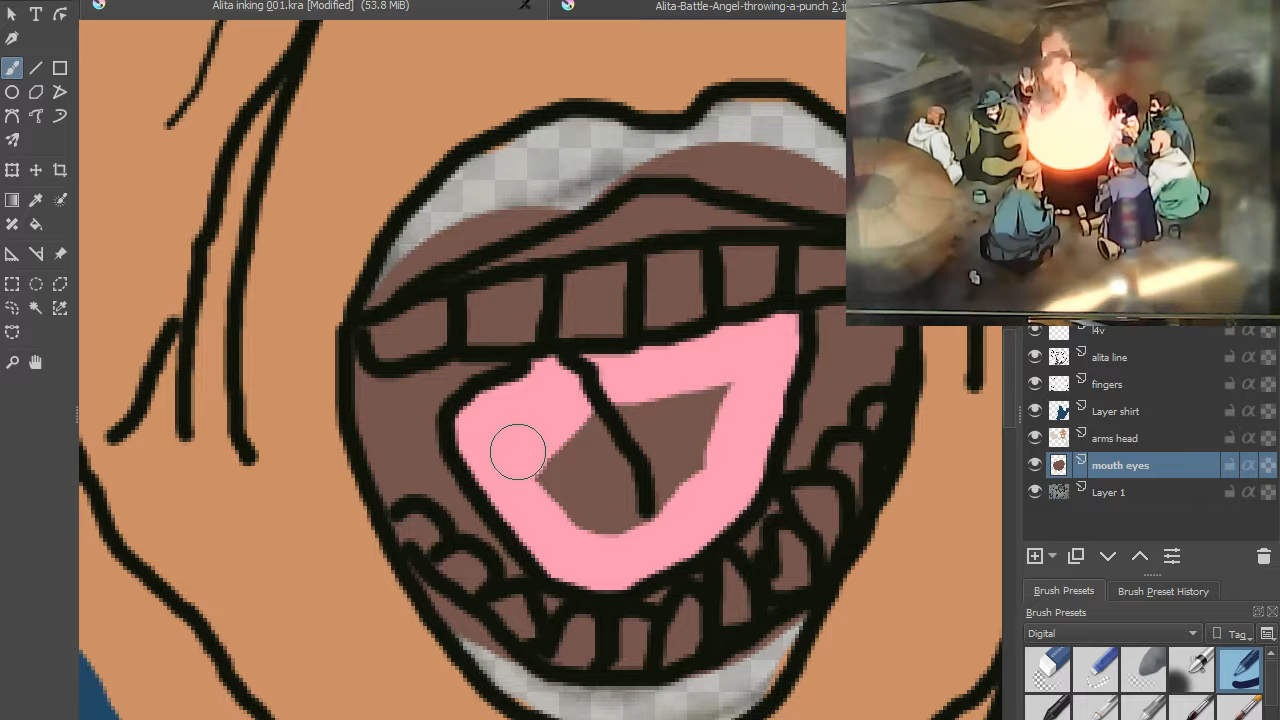 Alita inking 001.kra [Modified] (53.8 MiB)
Alita-Battle-Angel-throwing-a-punch 2.j
l4v
alita line
fingers
Layer shirt
arms head
mouth eyes
Layer 1
Brush Presets
Brush Preset History
Brush Presets
Digital
Tag